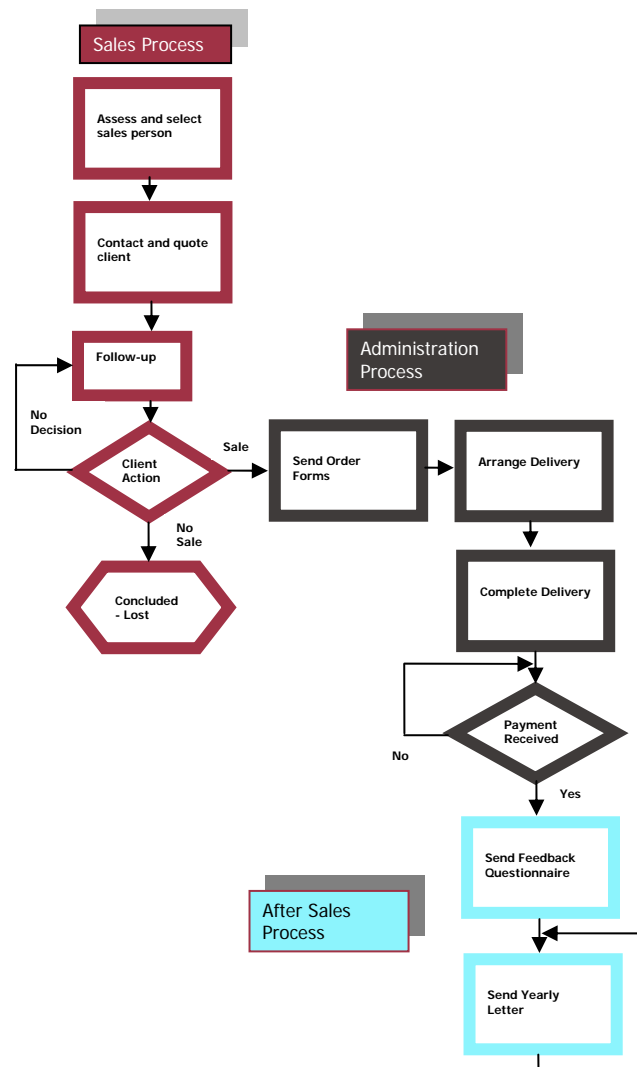 Sales Process
Assess and select
sales person
Contact and quote
client
Follow-up
No
Decision
Client
Action
Sale
No
Sale
Concluded
- Lost
Administration
Process
Send Order
Forms
Arrange Delivery
Complete Delivery
Payment
Received
No
Yes
After Sales
Process
Send Feedback
Questionnaire
Send Yearly
Letter